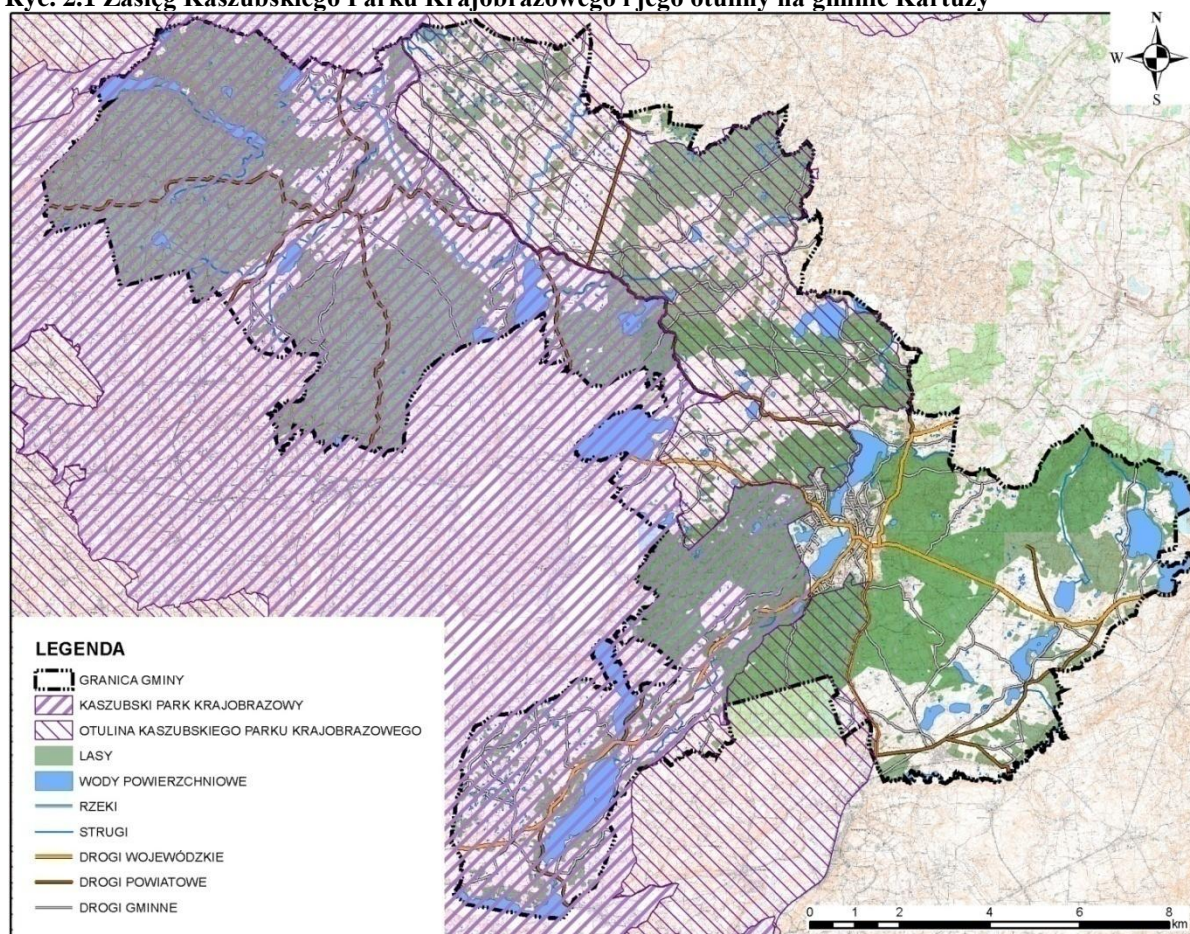 Ryc. 2.1 Zasięg Kaszubskiego Parku Krajobrazowego i jego otuliny na gminie Kartuzy
N
W
S
LEGENDA
GRANICA GMINY
KASZUBSKI PARK KRAJOBRAZOWY
OTULINA KASZUBSKIEGO PARKU KRAJOBRAZOWEGO
LASY
WODY POWIERZCHNIOWE
RZEKI
STRUGI
DROGI WOJEWÓDZKIE
DROGI POWIATOWE
DROGI GMINNE
0 1 2 4 6 8
km